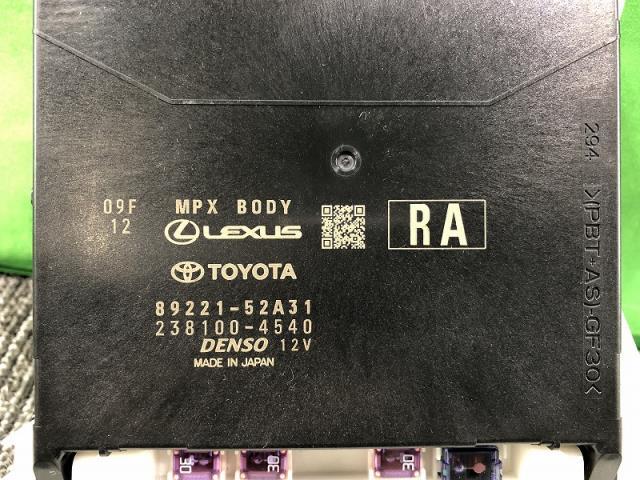 09F
12
MPX BODY
LEXUS
RA
TOYOTA
89221-52A31
238100-4540
DENSO 12V
MADE IN JAPAN
294 >(PBT+AS)-GF30<
30
30
30